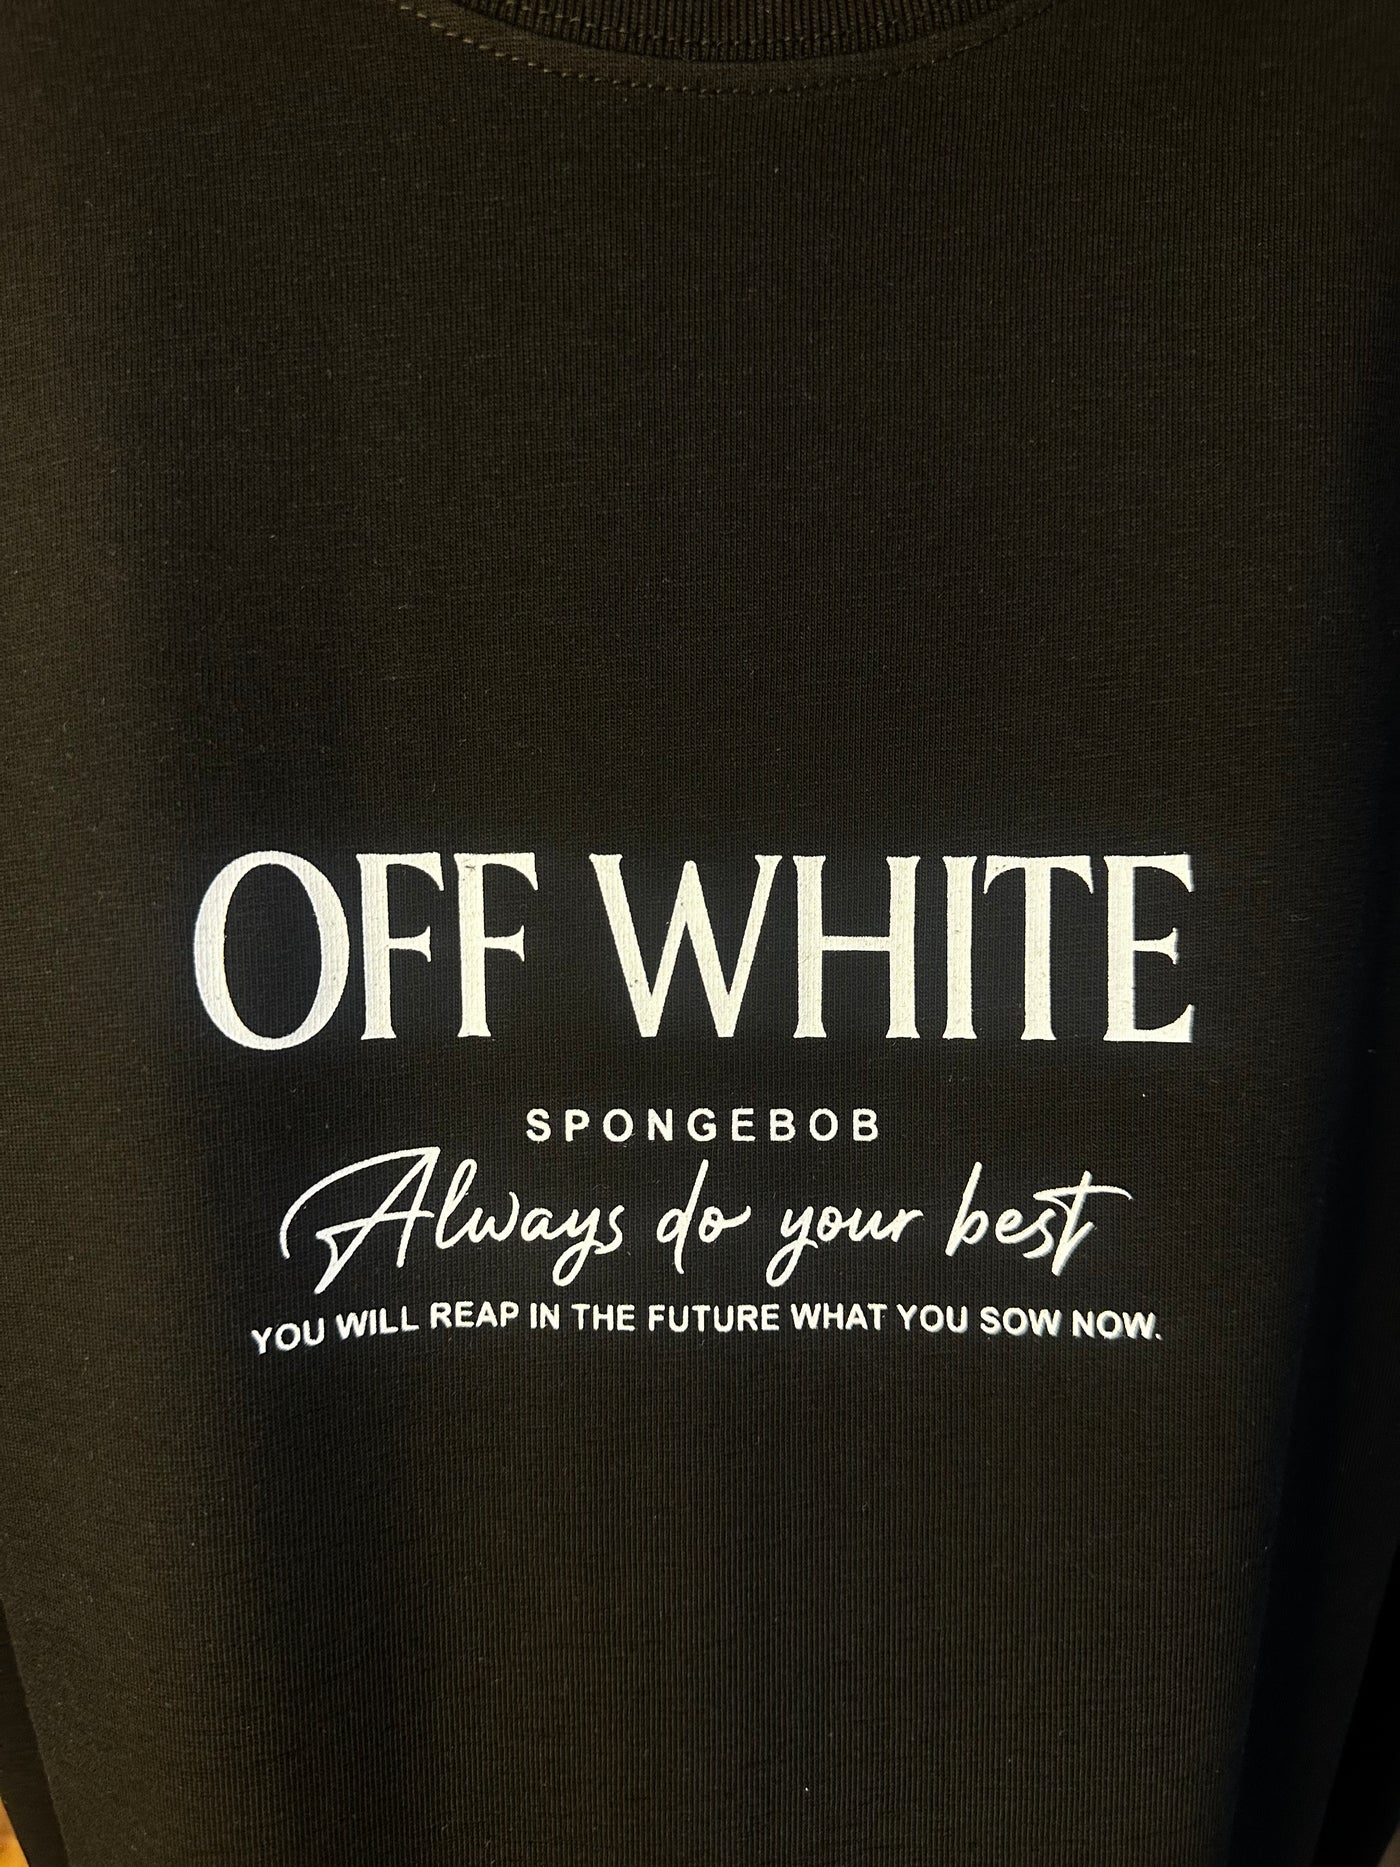 OFF WHITE
SPONGEBOB
Always do your best
YOU WILL REAP IN THE FUTURE WHAT YOU SOW NOW.